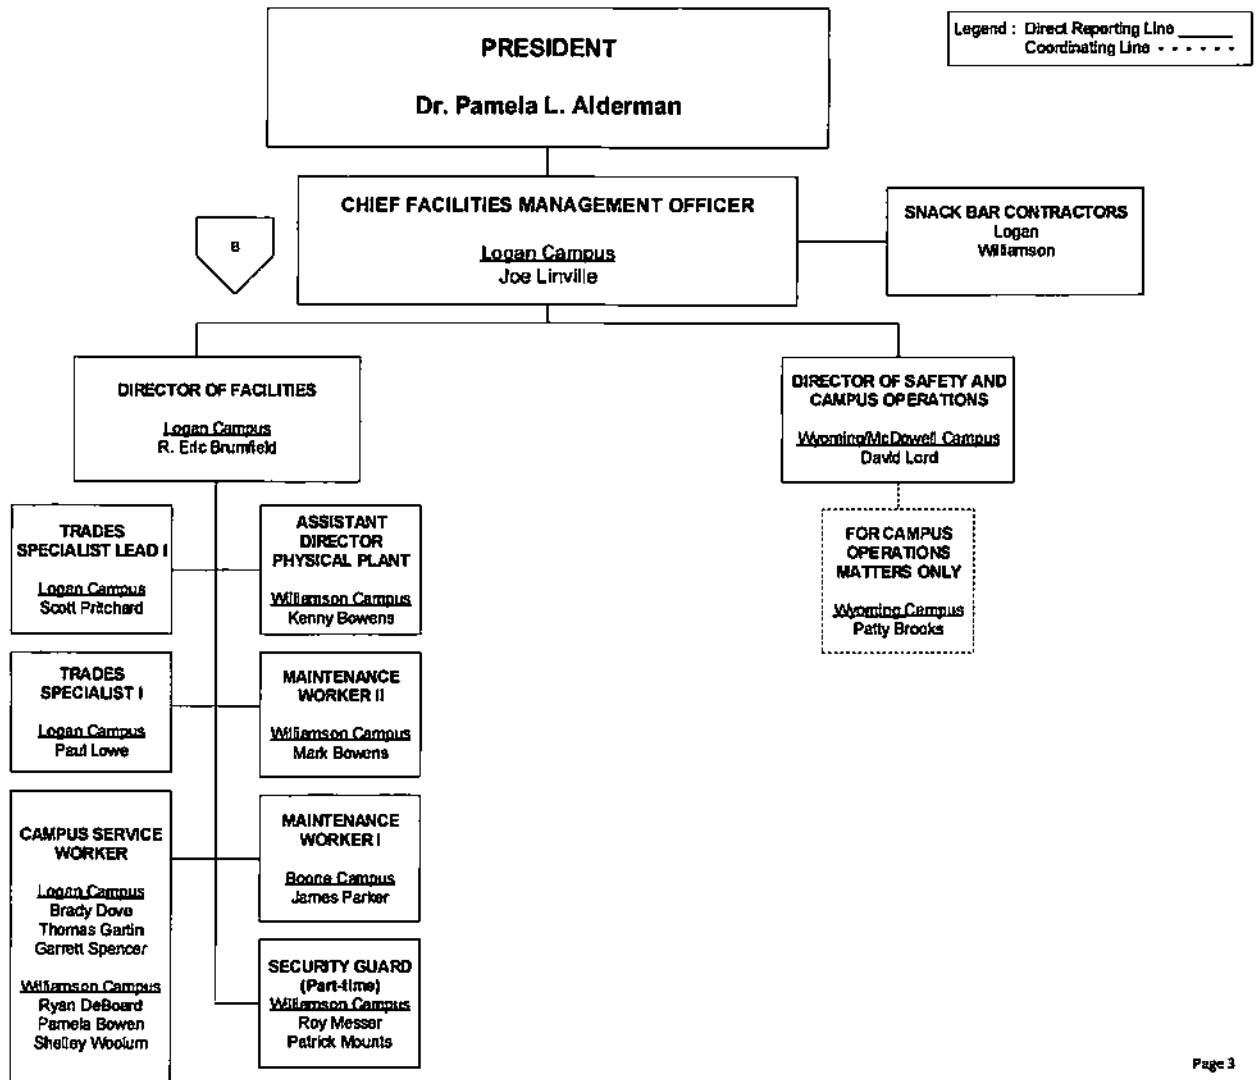 PRESIDENT
Dr. Pamela L. Alderman
Legend : Direct Reporting Line
Coordinating Line - - - - - -
CHIEF FACILITIES MANAGEMENT OFFICER
Logan Campus
Joe Linville
B
SNACK BAR CONTRACTORS
Logan
Williamson
DIRECTOR OF FACILITIES
Logan Campus
R. Eric Brumfield
DIRECTOR OF SAFETY AND
CAMPUS OPERATIONS
Wyoming/McDowell Campus
David Lord
TRADES
SPECIALIST LEAD I
Logan Campus
Scott Pritchard
ASSISTANT
DIRECTOR
PHYSICAL PLANT
Williamson Campus
Kenny Bowens
FOR CAMPUS
OPERATIONS
MATTERS ONLY
Wyoming Campus
Patty Brooks
TRADES
SPECIALIST I
Logan Campus
Paul Lowe
MAINTENANCE
WORKER II
Williamson Campus
Mark Bowens
CAMPUS SERVICE
WORKER
Logan Campus
Brady Dove
Thomas Gartin
Garrett Spencer
Williamson Campus
Ryan DeBoard
Pamela Bowen
Shelley Woolum
MAINTENANCE
WORKER I
Boone Campus
James Parker
SECURITY GUARD
(Part-time)
Williamson Campus
Roy Messer
Patrick Mounts
Page 3